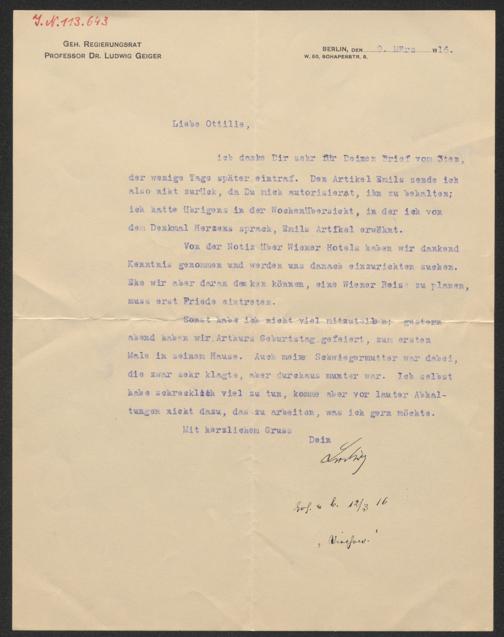 J.N. 113.643
GEH. REGIERUNGSRAT
PROFESSOR DR. LUDWIG GEIGER
BERLIN, DEN 9. März 1916.
W. 50, SCHAPERSTR. 8.
Liebe Ottilie,
ich danke Dir sehr für Deinen Brief vom 3ten,
der wenige Tage später eintraf. Den Artikel Emils sende ich
also nikt zurück, da Du mich autorisierst, ihn zu behalten;
ich hatte übrigens in der Wochenübersicht, in der ich von
dem Denkmal Herzens sprach, Emils Artikel erwähnt.
Von der Notiz über Wiener Hotels haben wir dankend
Kenntnis genommen und werden uns danach einzurichten suchen.
Ehe wir aber daran denken können, eine Wiener Reise zu planen,
muss erst Friede eintreten.
Sonst habe ich nicht viel mitzuteilen; gestern
abend haben wir Arthurs Geburtstag gefeiert, zum ersten
Male in seinem Hause. Auch meine Schwiegermutter war dabei,
die zwar sehr klagte, aber durchaus munter war. Ich selbst
habe schrecklich viel zu tun, komme aber vor lauter Abhal-
tungen nicht dazu, das zu arbeiten, was ich gern möchte.
Mit herzlichem Gruss
Dein
Ludwig
12/3 16